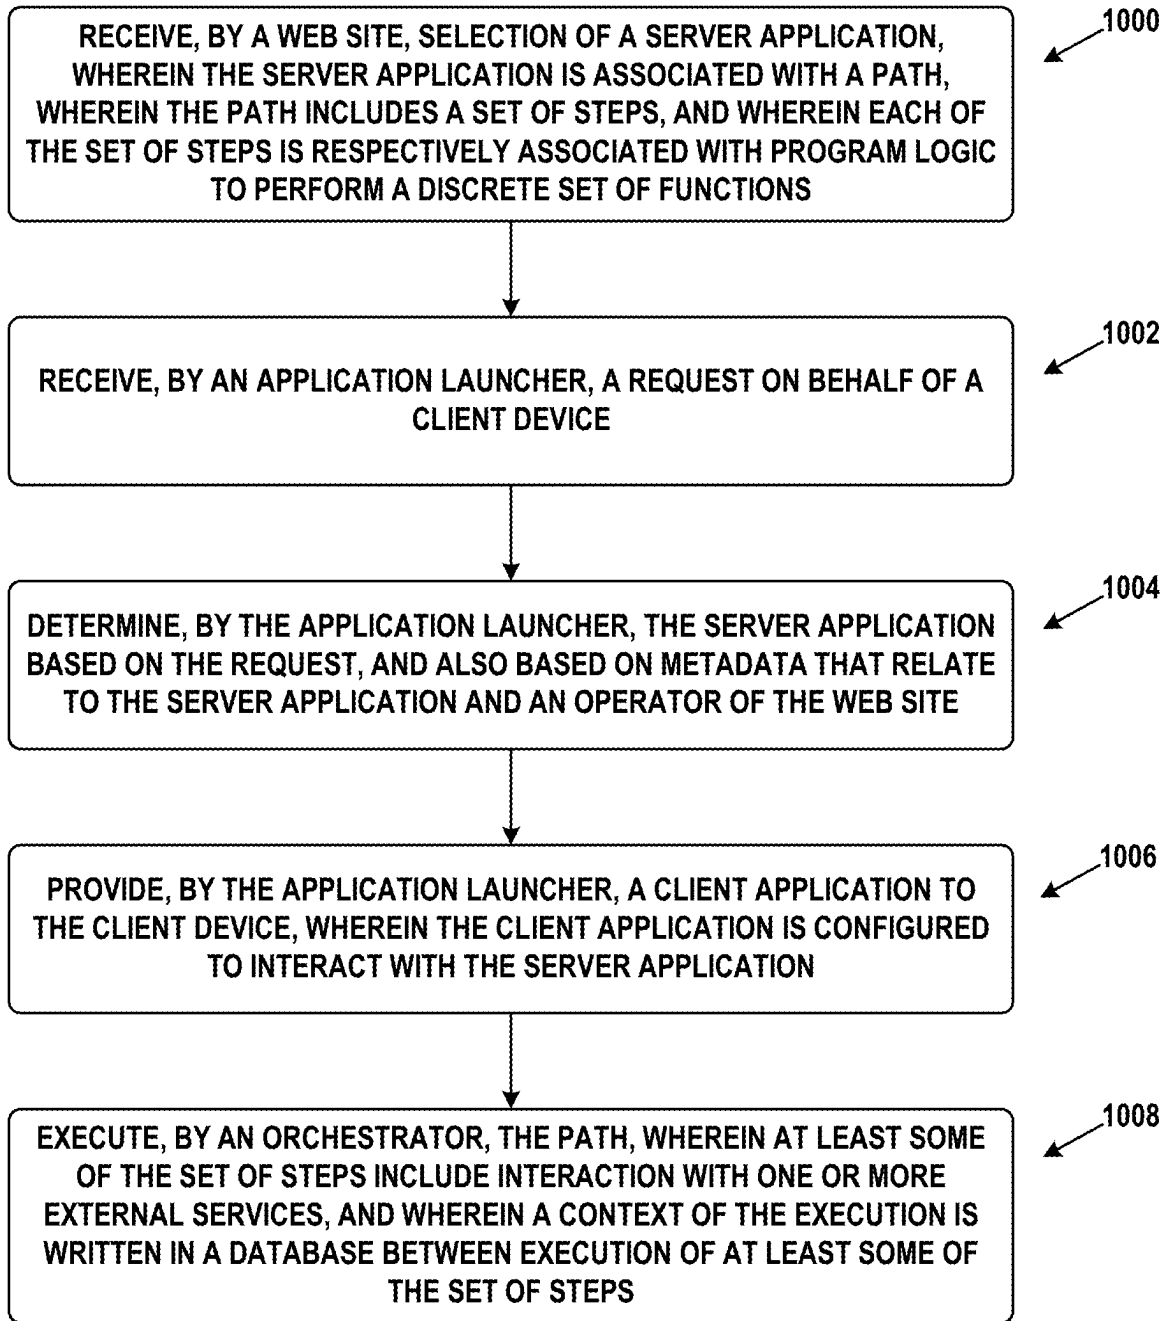 RECEIVE, BY A WEB SITE, SELECTION OF A SERVER APPLICATION,
WHEREIN THE SERVER APPLICATION IS ASSOCIATED WITH A PATH,
WHEREIN THE PATH INCLUDES A SET OF STEPS, AND WHEREIN EACH OF
THE SET OF STEPS IS RESPECTIVELY ASSOCIATED WITH PROGRAM LOGIC
TO PERFORM A DISCRETE SET OF FUNCTIONS
1000
RECEIVE, BY AN APPLICATION LAUNCHER, A REQUEST ON BEHALF OF A
CLIENT DEVICE
1002
DETERMINE, BY THE APPLICATION LAUNCHER, THE SERVER APPLICATION
BASED ON THE REQUEST, AND ALSO BASED ON METADATA THAT RELATE
TO THE SERVER APPLICATION AND AN OPERATOR OF THE WEB SITE
1004
PROVIDE, BY THE APPLICATION LAUNCHER, A CLIENT APPLICATION TO
THE CLIENT DEVICE, WHEREIN THE CLIENT APPLICATION IS CONFIGURED
TO INTERACT WITH THE SERVER APPLICATION
1006
EXECUTE, BY AN ORCHESTRATOR, THE PATH, WHEREIN AT LEAST SOME
OF THE SET OF STEPS INCLUDE INTERACTION WITH ONE OR MORE
EXTERNAL SERVICES, AND WHEREIN A CONTEXT OF THE EXECUTION IS
WRITTEN IN A DATABASE BETWEEN EXECUTION OF AT LEAST SOME OF
THE SET OF STEPS
1008